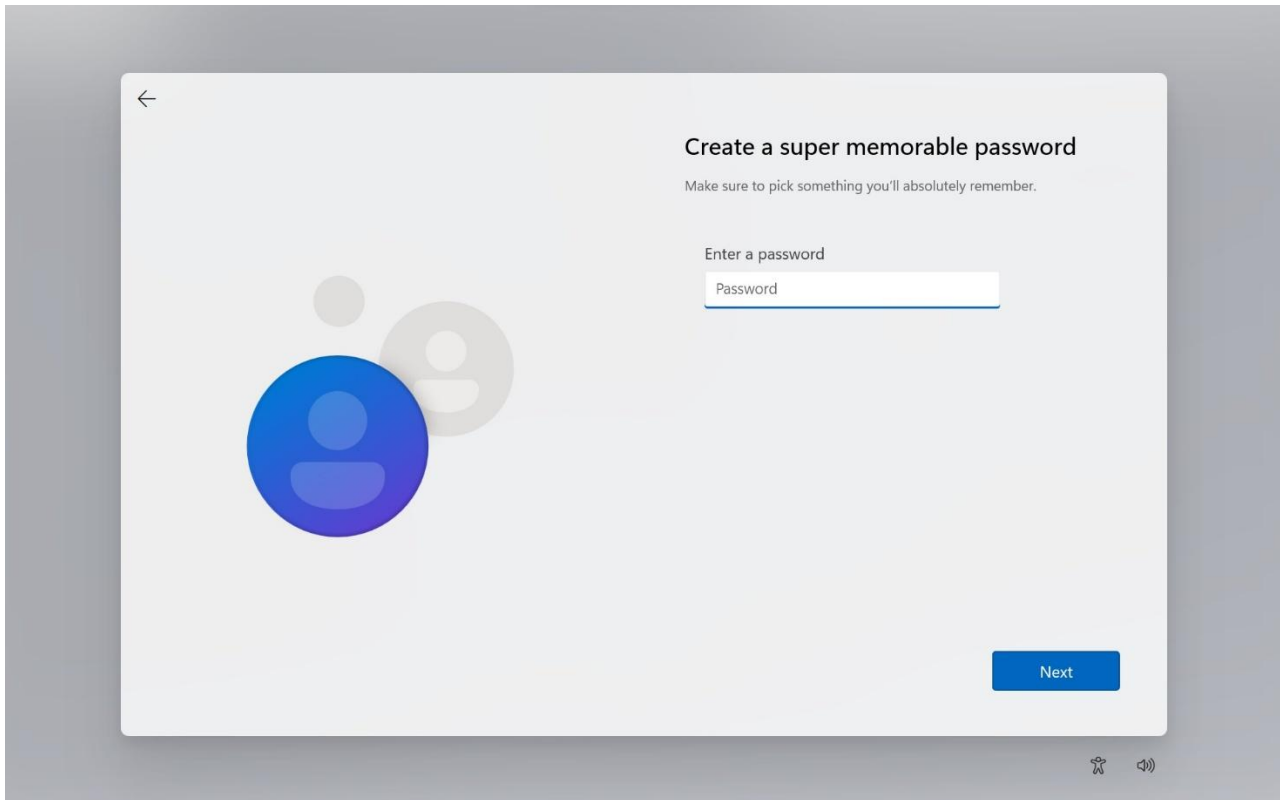 Create a super memorable password
Make sure to pick something you’ll absolutely remember.
Enter a password
Password
Next